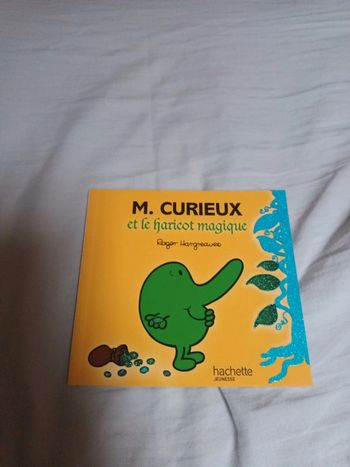 M. CURIEUX
et le haricot magique
Roger Hargreaves
hachette
JEUNESSE